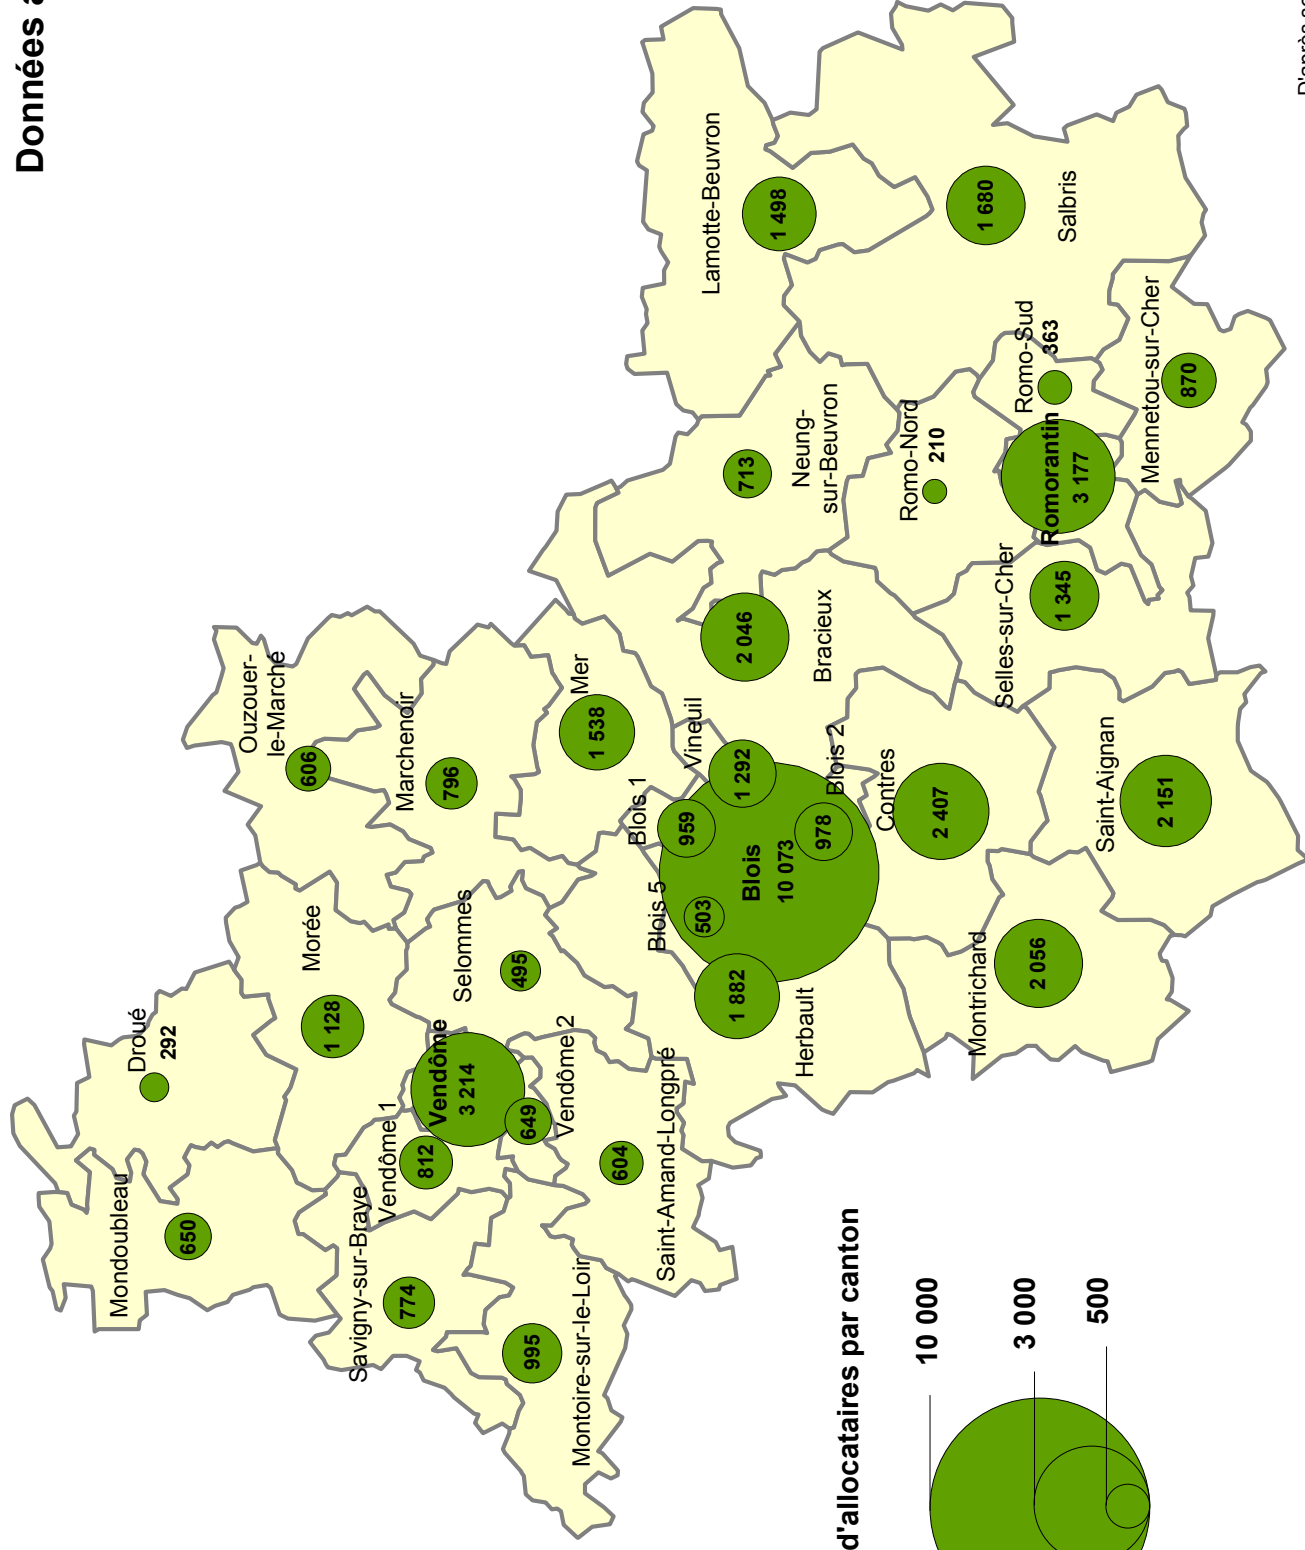 Données a
Mondoubleau
650
Droué
292
Ouzouer-
le-Marché
606
Morée
1 128
Marchenoir
796
Savigny-sur-Braye
774
Vendôme 1
812
Vendôme
3 214
649
Vendôme 2
Selommes
495
Montoire-sur-le-Loir
995
Saint-Amand-Longpré
604
Mer
1 538
Lamotte-Beuvron
1 498
Neung-
sur-Beuvron
713
Blois 1
959
Vineuil
1 292
Blois 5
503
Blois
10 073
Blois 2
978
1 882
Herbault
2 046
Bracieux
Romo-Nord
210
Salbris
1 680
Romo-Sud
363
Romorantin
3 177
Selles-sur-Cher
1 345
Mennetou-sur-Cher
870
Contres
2 407
Montrichard
2 056
Saint-Aignan
2 151
d'allocataires par canton
10 000
3 000
500